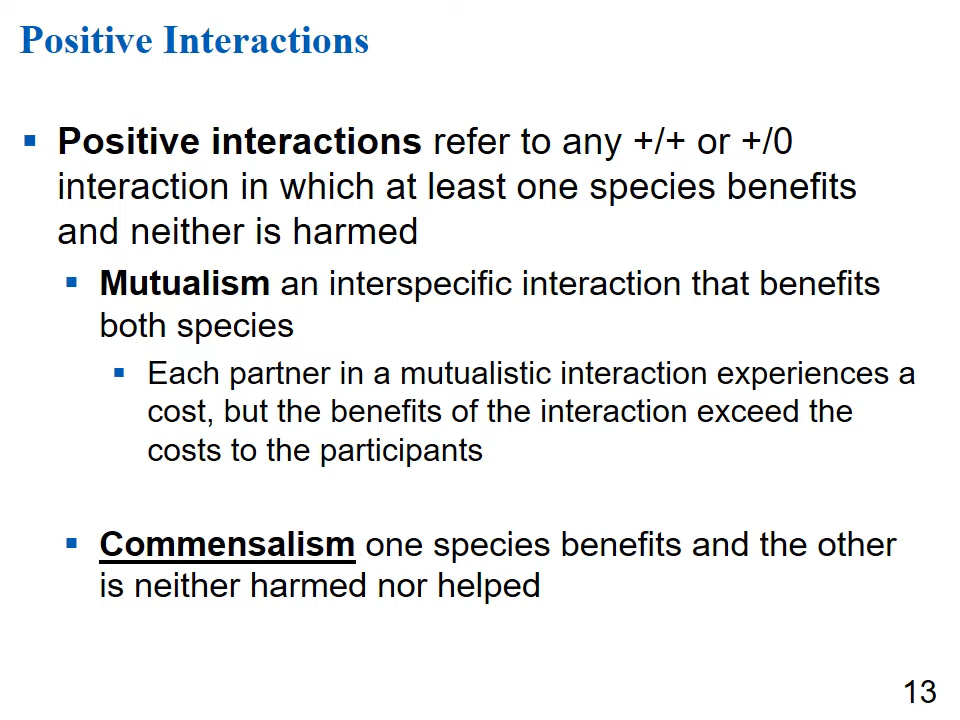 Positive Interactions
▪ Positive interactions refer to any +/+ or +/0
interaction in which at least one species benefits
and neither is harmed
▪ Mutualism an interspecific interaction that benefits
both species
▪ Each partner in a mutualistic interaction experiences a
cost, but the benefits of the interaction exceed the
costs to the participants
▪ Commensalism one species benefits and the other
is neither harmed nor helped
13